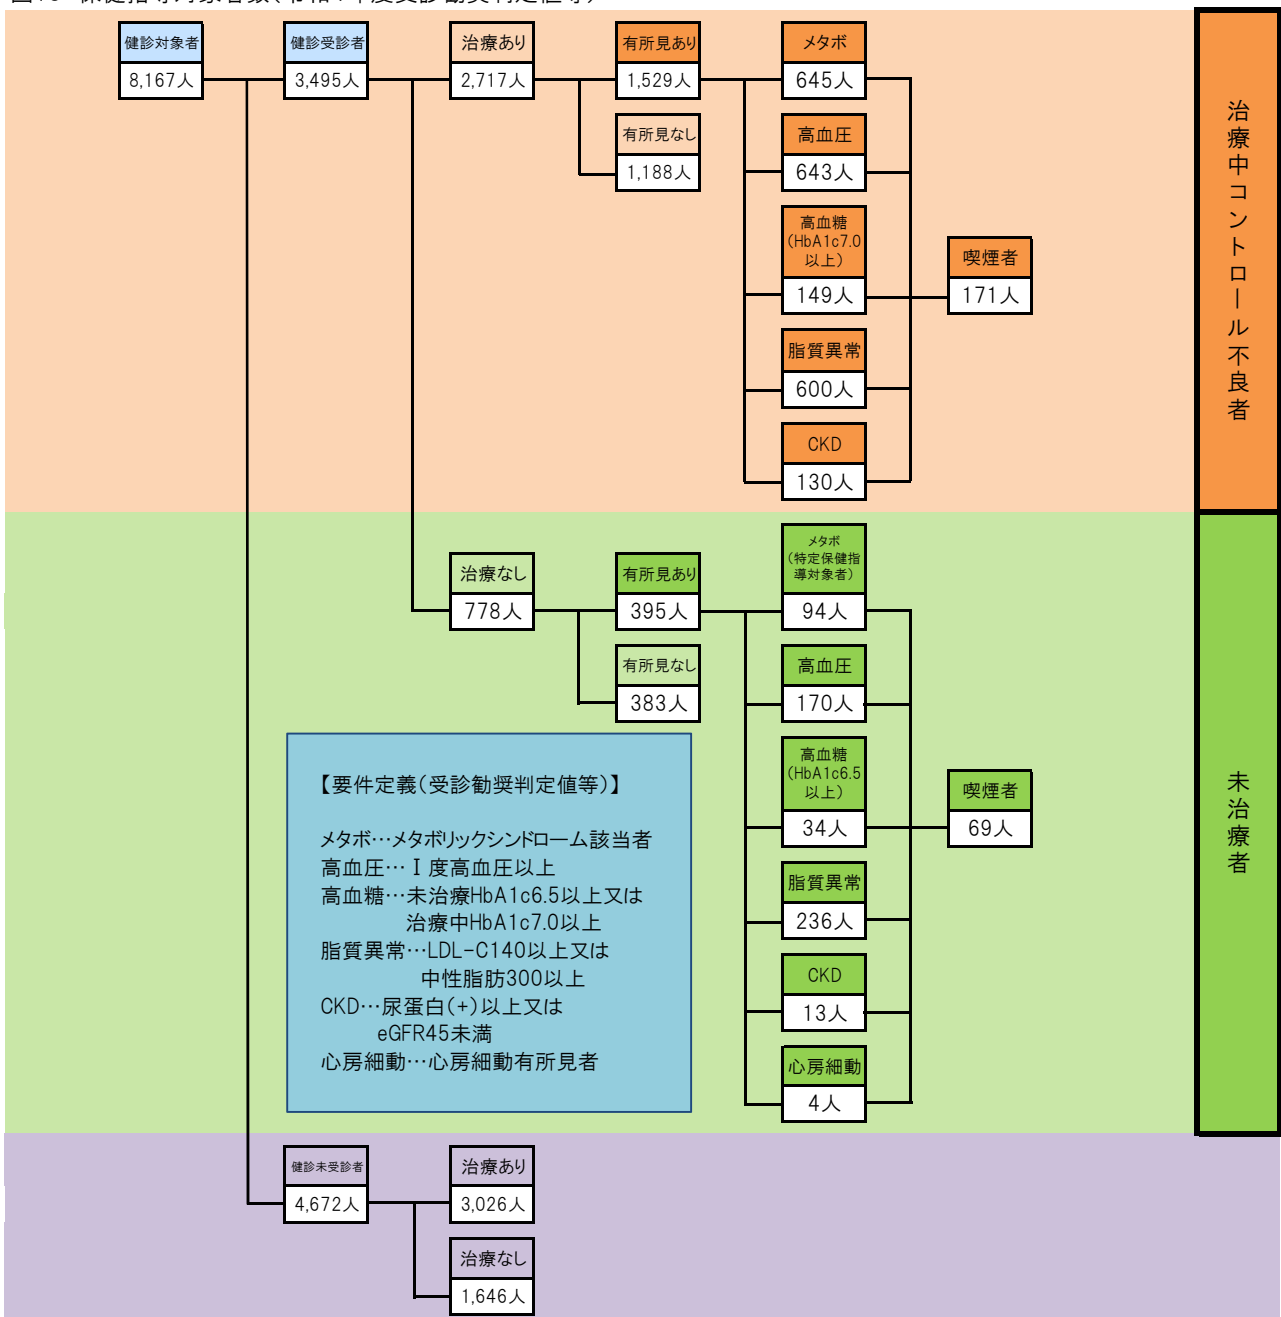 健診対象者
8,167人
健診受診者
3,495人
治療あり
2,717人
有所見あり
1,529人
有所見なし
1,188人
メタボ
645人
高血圧
643人
高血糖
(HbA1c7.0
以上)
149人
脂質異常
600人
CKD
130人
喫煙者
171人
治療中コントロール不良者
治療なし
778人
有所見あり
395人
有所見なし
383人
メタボ
(特定保健指
導対象者)
94人
高血圧
170人
高血糖
(HbA1c6.5
以上)
34人
脂質異常
236人
CKD
13人
心房細動
4人
喫煙者
69人
未治療者
【要件定義(受診勧奨判定値等)】
メタボ…メタボリックシンドローム該当者
高血圧…Ⅰ度高血圧以上
高血糖…未治療HbA1c6.5以上又は
治療中HbA1c7.0以上
脂質異常…LDL-C140以上又は
中性脂肪300以上
CKD…尿蛋白(+)以上又は
eGFR45未満
心房細動…心房細動有所見者
健診未受診者
4,672人
治療あり
3,026人
治療なし
1,646人